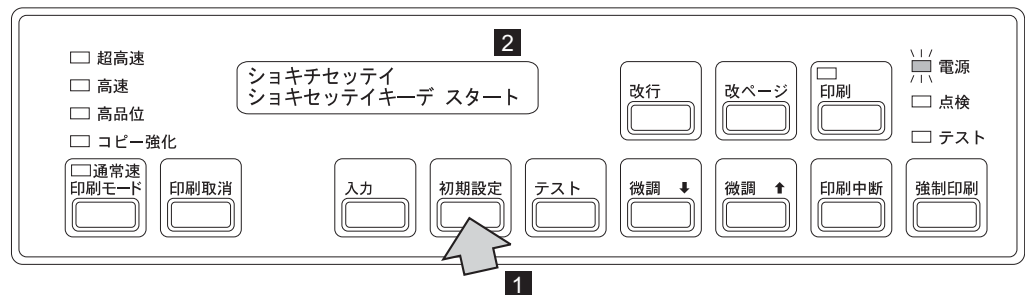 2
超高速
高速
高品位
コピー強化
ショキチセッテイ
ショキセッテイキーデ スタート
改行
改ページ
印刷
電源
点検
テスト
通常速
印刷モード
印刷取消
入力
初期設定
テスト
微調 ⬇
微調 ⬆
印刷中断
強制印刷
1